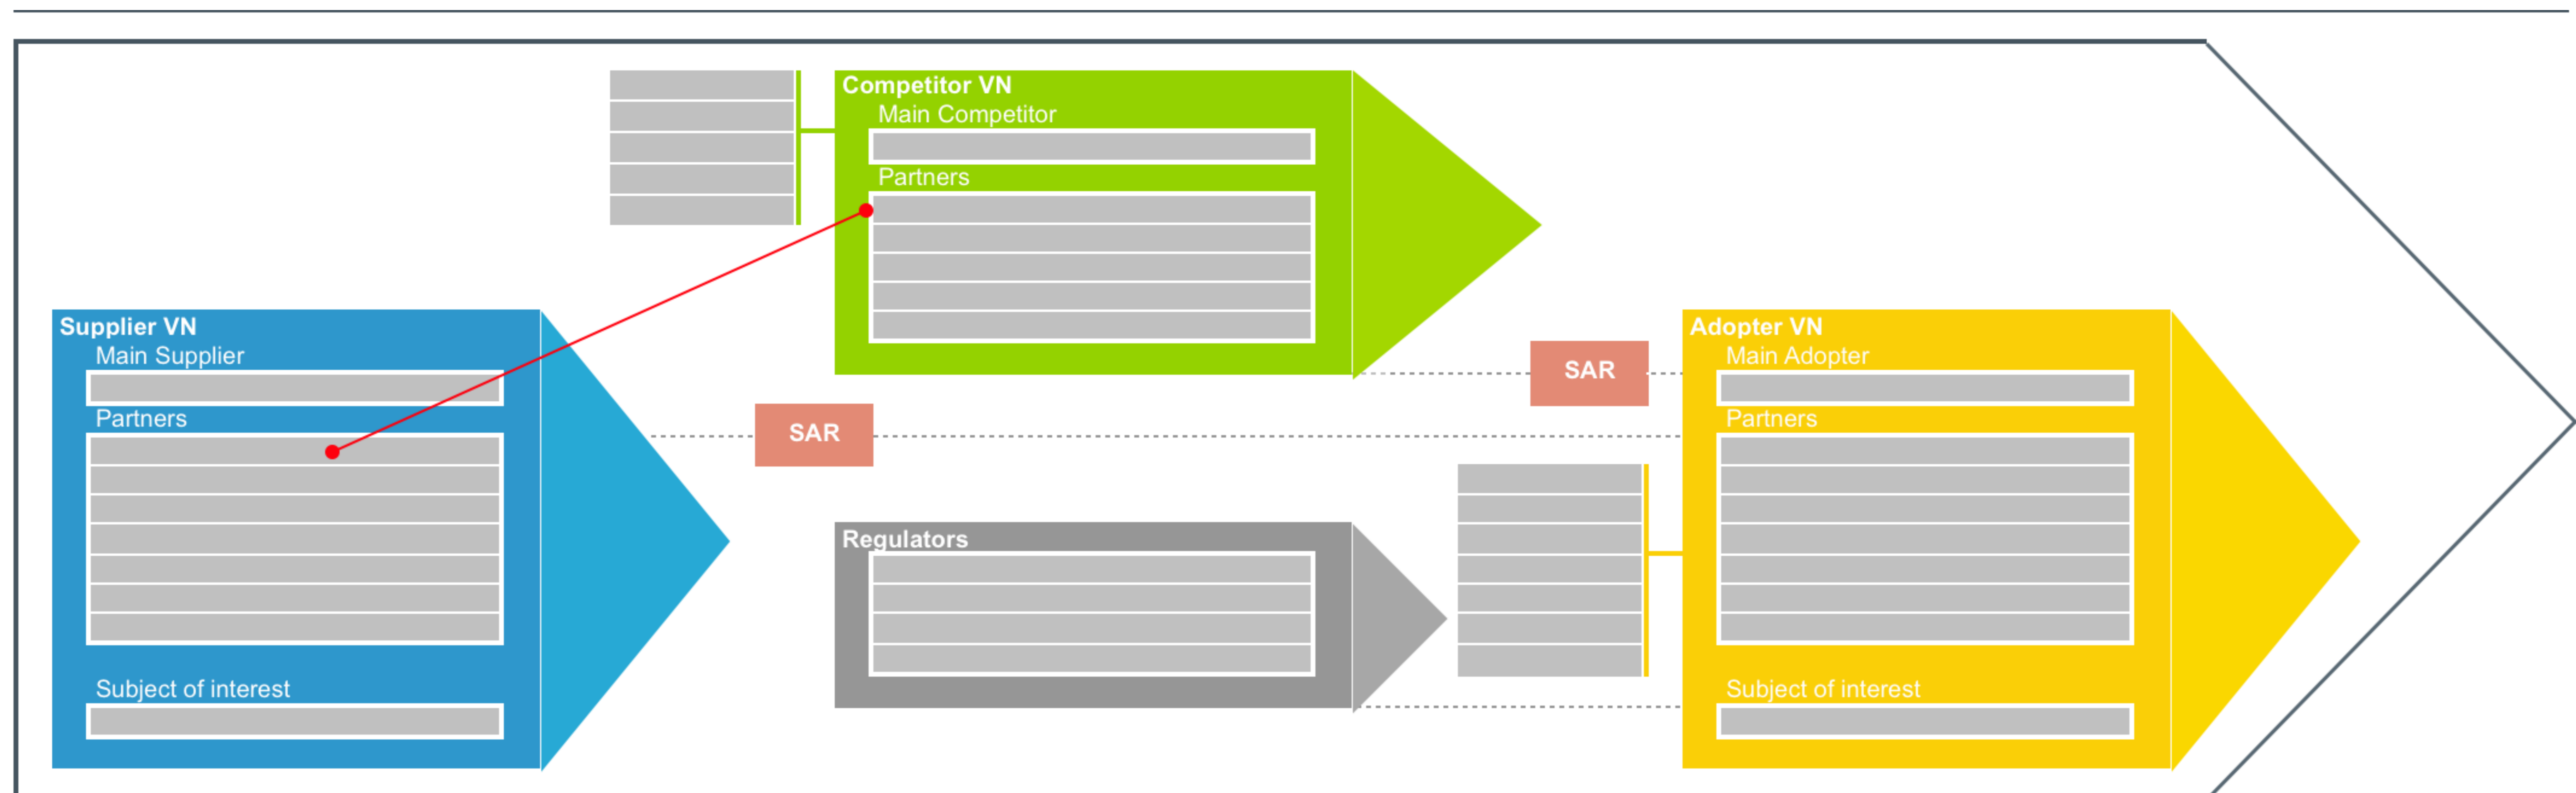 Competitor VN
Main Competitor
Partners
Supplier VN
Main Supplier
Partners
Subject of interest
SAR
SAR
Regulators
Adopter VN
Main Adopter
Partners
Subject of interest